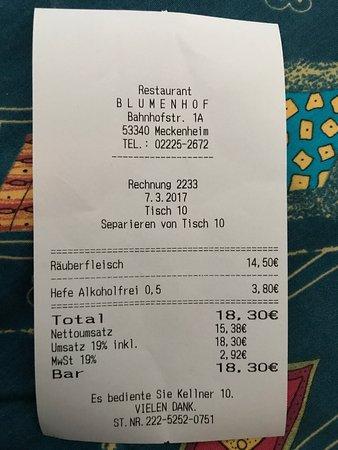 Restaurant
BLUMENHOF
Bahnhofstr. 1A
53340 Meckenheim
TEL.: 02225-2672
Rechnung 2233
7.3.2017
Tisch 10
Separieren von Tisch 10
Räuberfleisch 14,50€
Hefe Alkoholfrei 0,5 3,80€
Total 18,30€
Nettoumsatz 15,38€
Umsatz 19% inkl. 18,30€
MwSt 19% 2,92€
Bar 18,30€
Es bediente Sie Kellner 10.
VIELEN DANK.
ST.NR.222-5252-0751